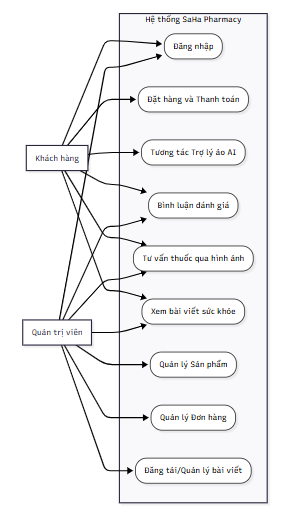 Hệ thống SaHa Pharmacy
Đăng nhập
Đặt hàng và Thanh toán
Tương tác Trợ lý ảo AI
Khách hàng
Bình luận đánh giá
Tư vấn thuốc qua hình ảnh
Xem bài viết sức khỏe
Quản trị viên
Quản lý Sản phẩm
Quản lý Đơn hàng
Đăng tải/Quản lý bài viết